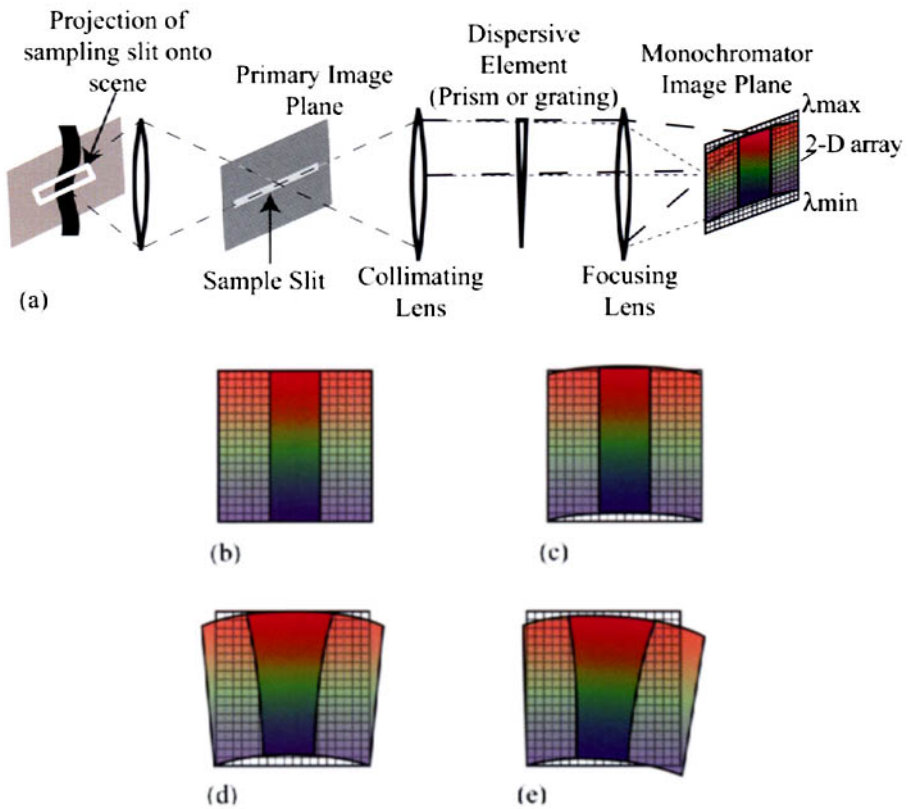 Projection of
sampling slit onto
scene
Primary Image
Plane
Dispersive
Element
(Prism or grating)
Monochromator
Image Plane
λmax
2-D array
λmin
Sample Slit
Collimating
Lens
Focusing
Lens
(a)
(b)
(c)
(d)
(e)